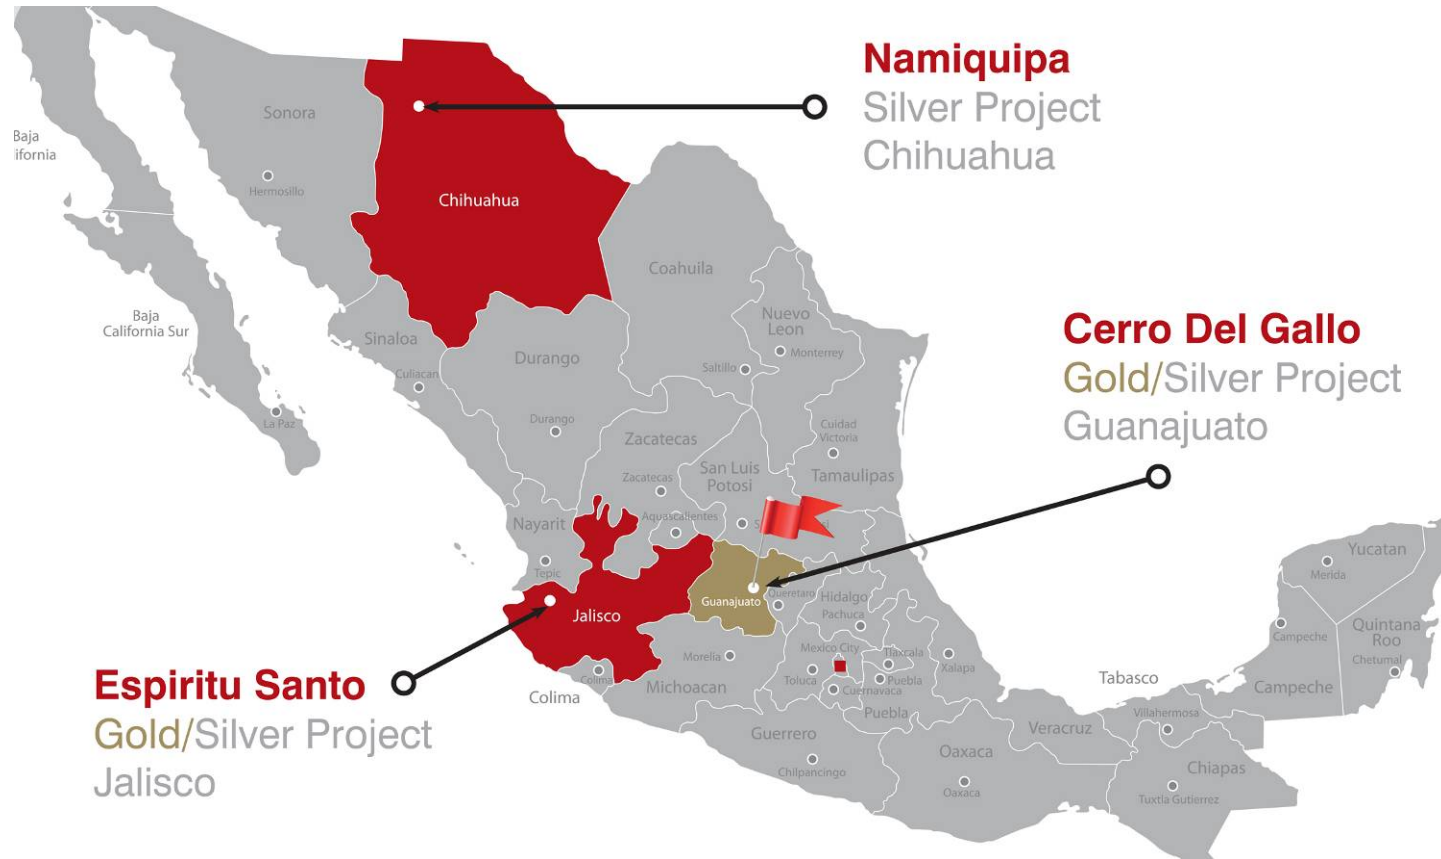 Namiquipa
Silver Project
Chihuahua
Sonora
Baja
ifornia
Hermosillo
Chihuahua
Coahuila
Baja
California Sur
Nuevo
Leon
Monterrey
Cerro Del Gallo
Gold/Silver Project
Guanajuato
Sinaloa
Culiacan
Durango
Saltillo
La Paz
Durango
Zacatecas
Zacatecas
San Luis
Potosi
Cuidad
Victoria
Tamaulipas
Nayarit
Tepic
Aquascalientes
Guanajuato
Queretaro
Hidalgo
Pachuca
Jalisco
Yucatan
Merida
Campeche
Quintana
Roo
Chetumal
Campeche
Espiritu Santo
Gold/Silver Project
Jalisco
Colima
Colima
Morelia
Michoacan
Mexico City
Toluca
Tlaxcala
Puebla
Cuernavaca
Puebla
Xalapa
Tabasco
Villahermosa
Veracruz
Guerrero
Chilpancingo
Oaxaca
Oaxaca
Chiapas
Tuxtla Gutierrez